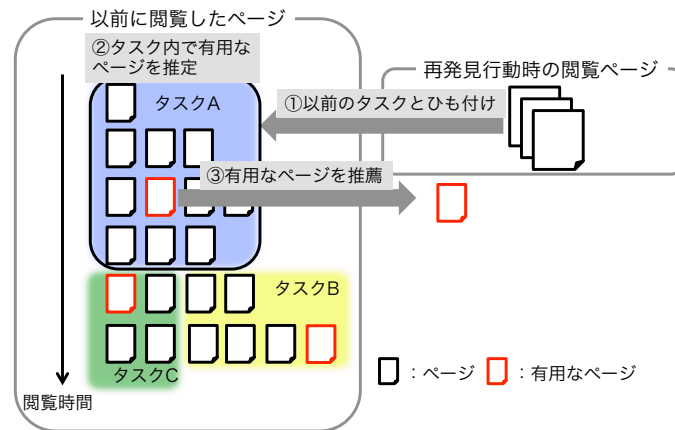 以前に閲覧したページ
②タスク内で有用な
ページを推定
再発見行動時の閲覧ページ
タスクA
①以前のタスクとひも付け
③有用なページを推薦
タスクB
タスクC
閲覧時間
：ページ
：有用なページ